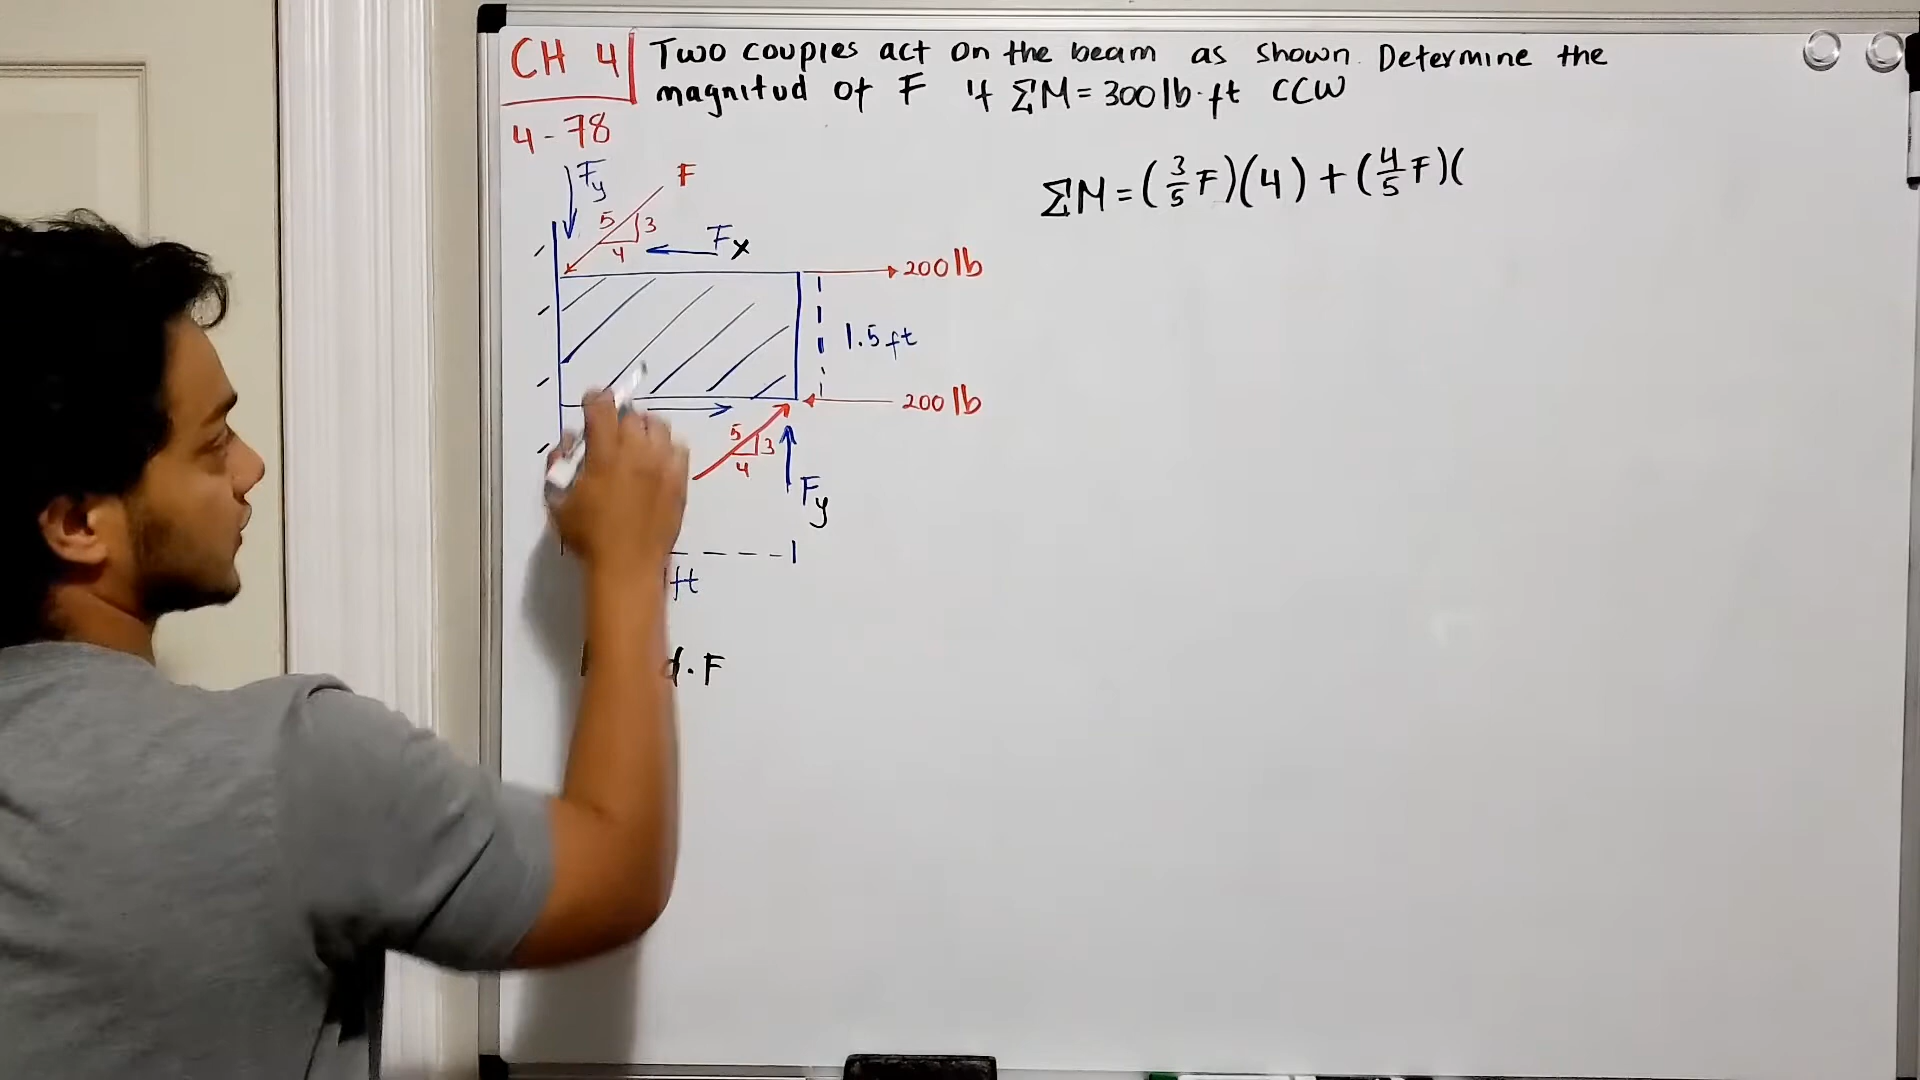 CH 4 Two couples act on the beam as shown. Determine the
magnitud of F if ΣM = 300 lb·ft CCW
4-78
ΣM = (3/5 F)(4) + (4/5 F)(
Fy
F
5
3
4
Fx
200 lb
1.5 ft
200 lb
5
3
4
Fy
ft
d.F